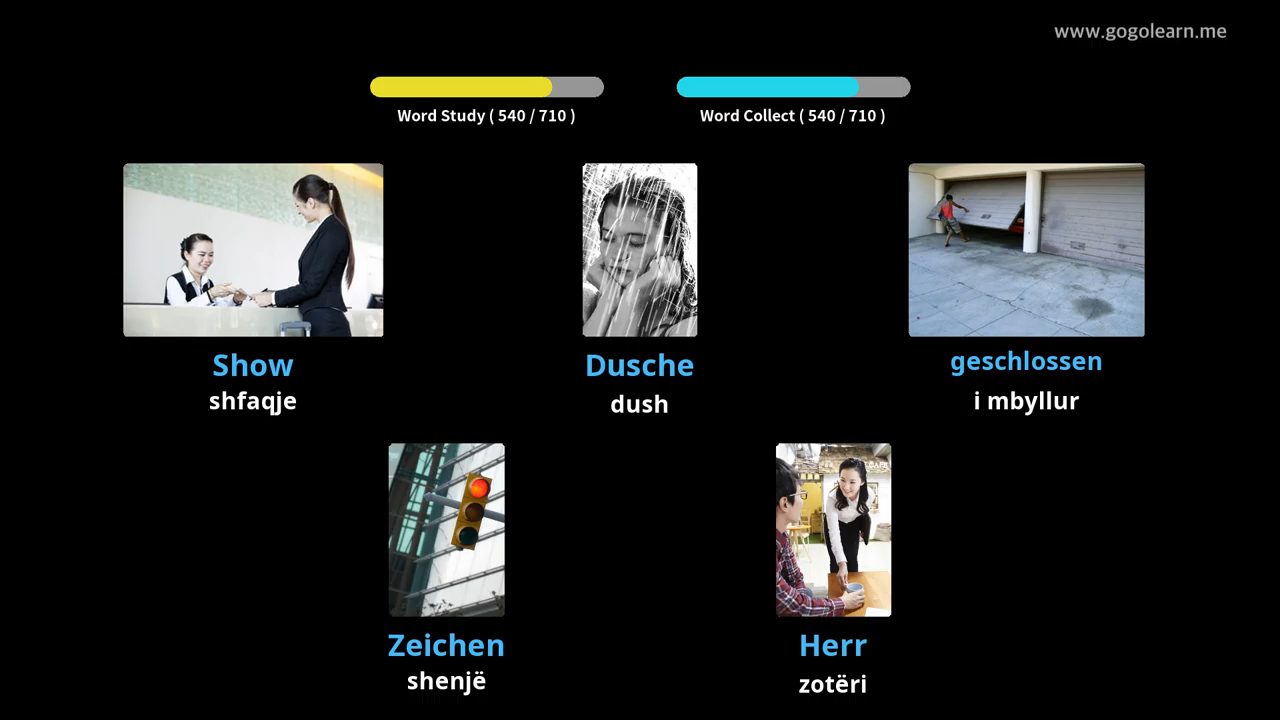 www.gogolearn.me
Word Study ( 540 / 710 )
Word Collect ( 540 / 710 )
Show
shfaqje
Dusche
dush
geschlossen
i mbyllur
Zeichen
shenjë
Herr
zotëri